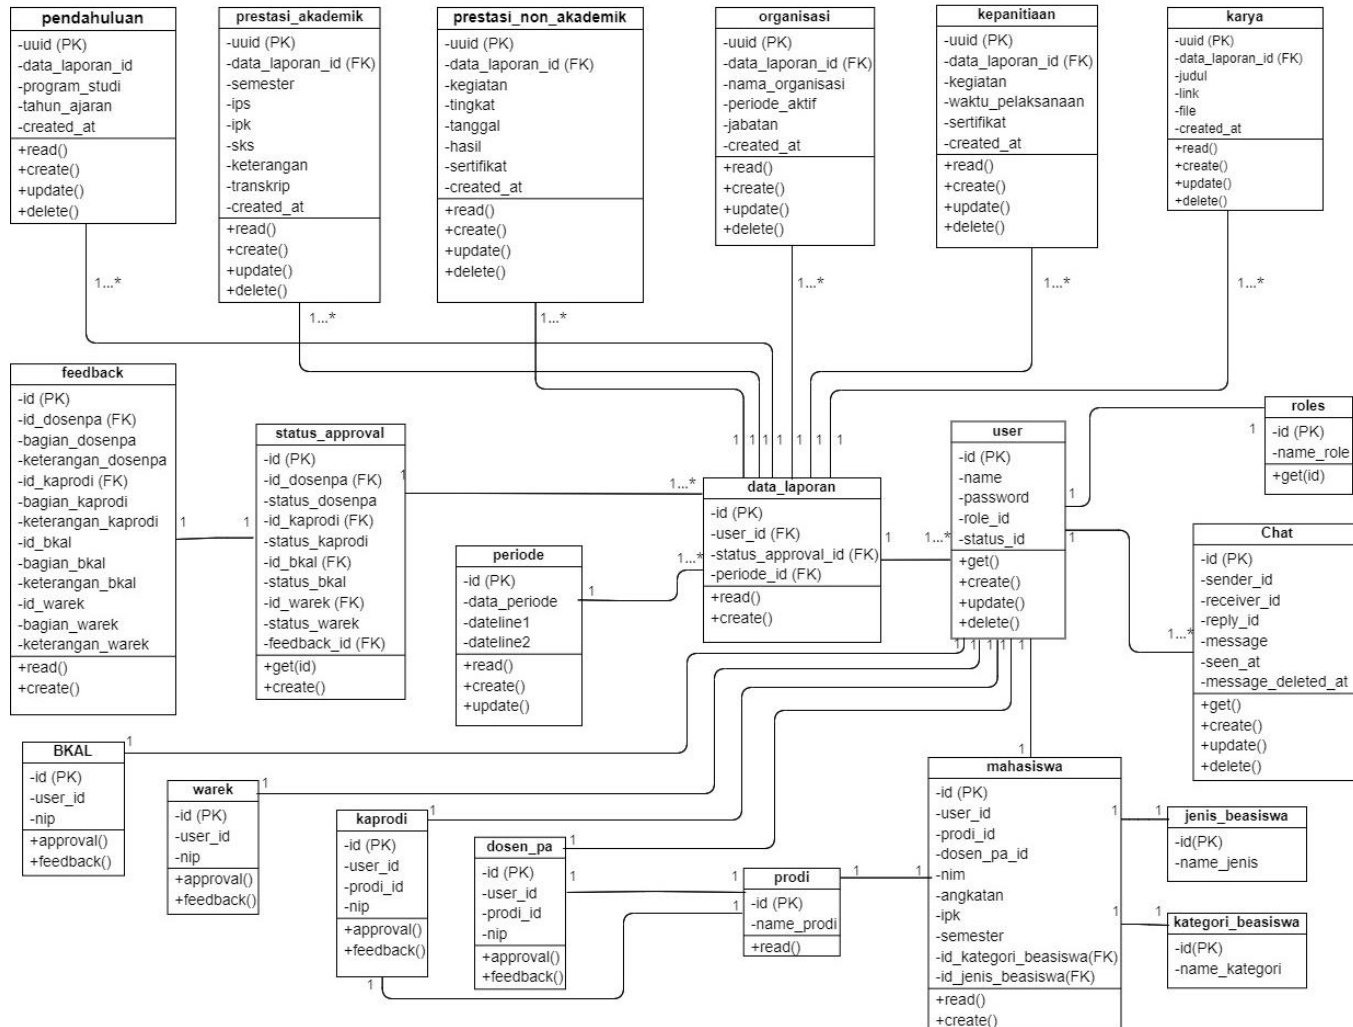 pendahuluan
-uuid (PK)
-data_laporan_id
-program_studi
-tahun_ajaran
-created_at
+read()
+create()
+update()
+delete()
1...*
prestasi_akademik
-uuid (PK)
-data_laporan_id (FK)
-semester
-ips
-ipk
-sks
-keterangan
-transkrip
-created_at
+read()
+create()
+update()
+delete()
1...*
prestasi_non_akademik
-uuid (PK)
-data_laporan_id (FK)
-kegiatan
-tingkat
-tanggal
-hasil
-sertifikat
-created_at
+read()
+create()
+update()
+delete()
1...*
organisasi
-uuid (PK)
-data_laporan_id (FK)
-nama_organisasi
-periode_aktif
-jabatan
-created_at
+read()
+create()
+update()
+delete()
1...*
kepanitiaan
-uuid (PK)
-data_laporan_id (FK)
-kegiatan
-waktu_pelaksanaan
-sertifikat
-created_at
+read()
+create()
+update()
+delete()
1...*
karya
-uuid (PK)
-data_laporan_id (FK)
-judul
-link
-file
-created_at
+read()
+create()
+update()
+delete()
1...*
feedback
-id (PK)
-id_dosenpa (FK)
-bagian_dosenpa
-keterangan_dosenpa
-id_kaprodi (FK)
-bagian_kaprodi
-keterangan_kaprodi
-id_bkal
-bagian_bkal
-keterangan_bkal
-id_warek
-bagian_warek
-keterangan_warek
+read()
+create()
1 1
status_approval
-id (PK)
-id_dosenpa (FK)
-status_dosenpa
-id_kaprodi (FK)
-status_kaprodi
-id_bkal (FK)
-status_bkal
-id_warek (FK)
-status_warek
-feedback_id (FK)
+get(id)
+create()
1 1...*
periode
-id (PK)
-data_periode
-dateline1
-dateline2
+read()
+create()
+update()
1 1...*
1 1 1 1 1 1
data_laporan
-id (PK)
-user_id (FK)
-status_approval_id (FK)
-periode_id (FK)
+read()
+create()
1 1...*
user
-id (PK)
-name
-password
-role_id
-status_id
+get()
+create()
+update()
+delete()
1 1
roles
-id (PK)
-name_role
+get(id)
1 1...*
Chat
-id (PK)
-sender_id
-receiver_id
-reply_id
-message
-seen_at
-message_deleted_at
+get()
+create()
+update()
+delete()
1 1 1 1 1
BKAL
-id (PK)
-user_id
-nip
+approval()
+feedback()
1
warek
-id (PK)
-user_id
-nip
+approval()
+feedback()
1
kaprodi
-id (PK)
-user_id
-prodi_id
-nip
+approval()
+feedback()
1
1
dosen_pa
-id (PK)
-user_id
-prodi_id
-nip
+approval()
+feedback()
1
1 1
1
prodi
-id (PK)
-name_prodi
+read()
1 1
1
mahasiswa
-id (PK)
-user_id
-prodi_id
-dosen_pa_id
-nim
-angkatan
-ipk
-semester
-id_kategori_beasiswa(FK)
-id_jenis_beasiswa(FK)
+read()
+create()
1 1
jenis_beasiswa
-id(PK)
-name_jenis
1 1
kategori_beasiswa
-id(PK)
-name_kategori